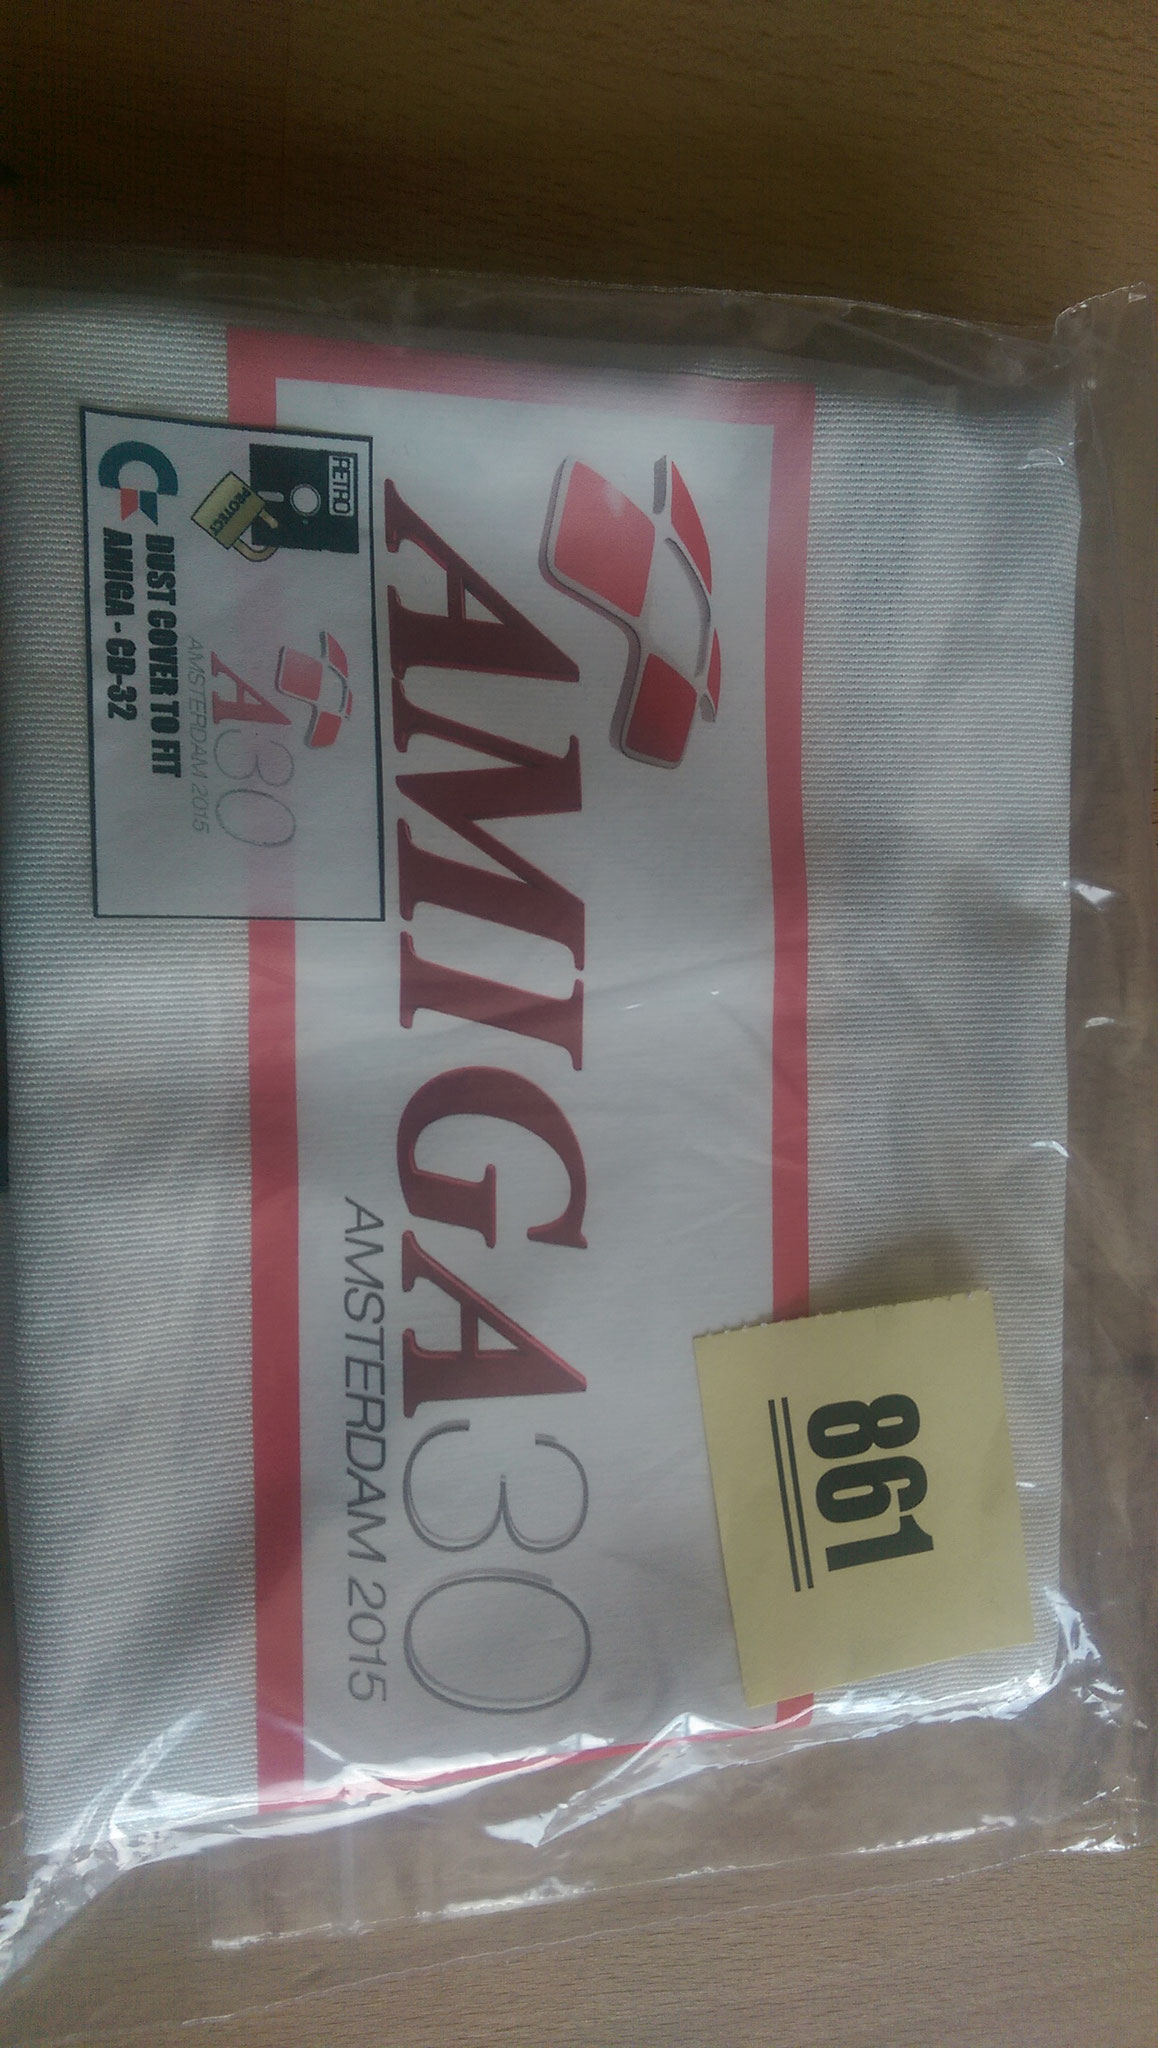 AMIGA30
AMSTERDAM 2015
861
RETRO
PROTECT
A30
AMSTERDAM 2015
DUST COVER TO FIT
AMIGA - CD-32